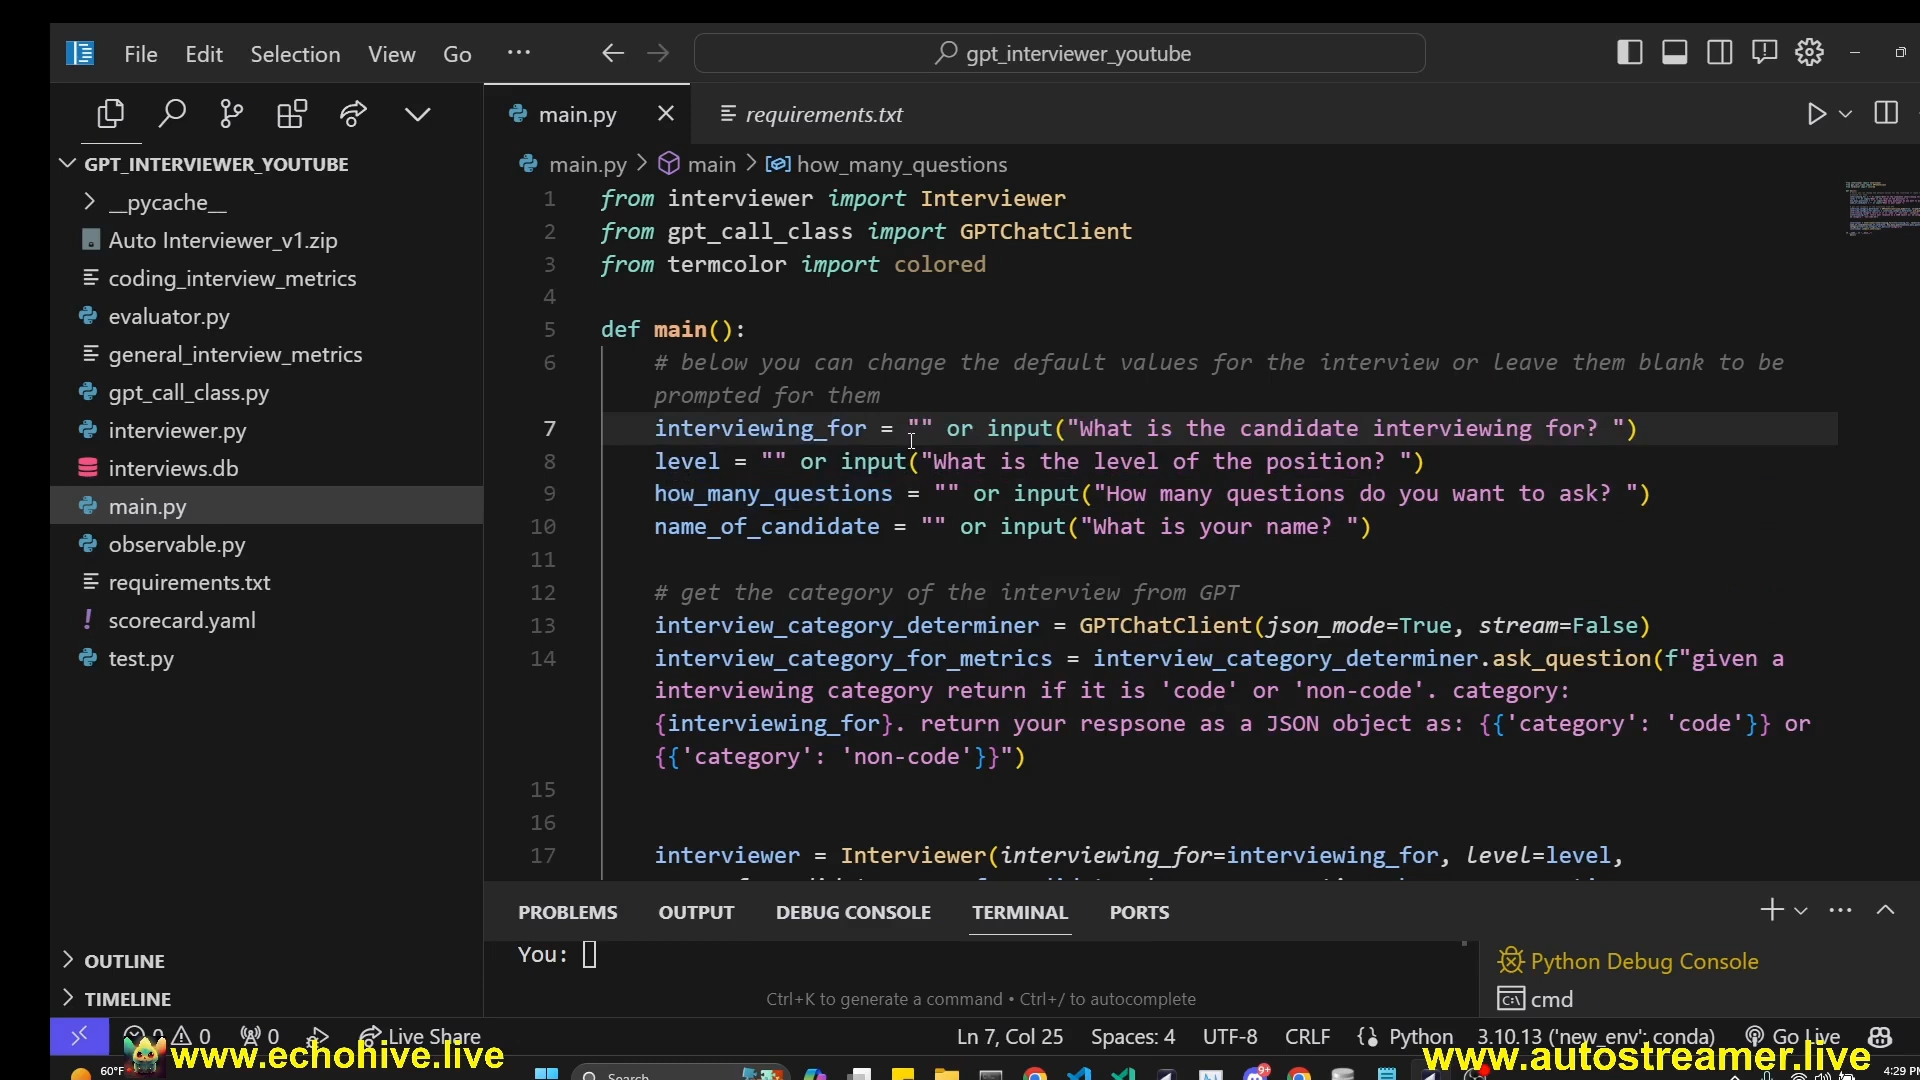 File Edit Selection View Go ··· gpt_interviewer_youtube
main.py requirements.txt
GPT_INTERVIEWER_YOUTUBE
__pycache__
Auto Interviewer_v1.zip
coding_interview_metrics
evaluator.py
general_interview_metrics
gpt_call_class.py
interviewer.py
interviews.db
main.py
observable.py
requirements.txt
! scorecard.yaml
test.py
OUTLINE
TIMELINE
main.py > main > how_many_questions
1 from interviewer import Interviewer
2 from gpt_call_class import GPTChatClient
3 from termcolor import colored
4
5 def main():
6 # below you can change the default values for the interview or leave them blank to be
prompted for them
7 interviewing_for = "" or input("What is the candidate interviewing for? ")
8 level = "" or input("What is the level of the position? ")
9 how_many_questions = "" or input("How many questions do you want to ask? ")
10 name_of_candidate = "" or input("What is your name? ")
11
12 # get the category of the interview from GPT
13 interview_category_determiner = GPTChatClient(json_mode=True, stream=False)
14 interview_category_for_metrics = interview_category_determiner.ask_question(f"given a
interviewing category return if it is 'code' or 'non-code'. category:
{interviewing_for}. return your respsone as a JSON object as: {{'category': 'code'}} or
{{'category': 'non-code'}}")
15
16
17 interviewer = Interviewer(interviewing_for=interviewing_for, level=level,
PROBLEMS OUTPUT DEBUG CONSOLE TERMINAL PORTS
You:
Ctrl+K to generate a command • Ctrl+/ to autocomplete
Python Debug Console
cmd
0 0 0 Live Share Ln 7, Col 25 Spaces: 4 UTF-8 CRLF Python 3.10.13 ('new_env': conda) Go Live
www.echohive.live
www.autostreamer.live
60°F Search 9+ 4:29 PM